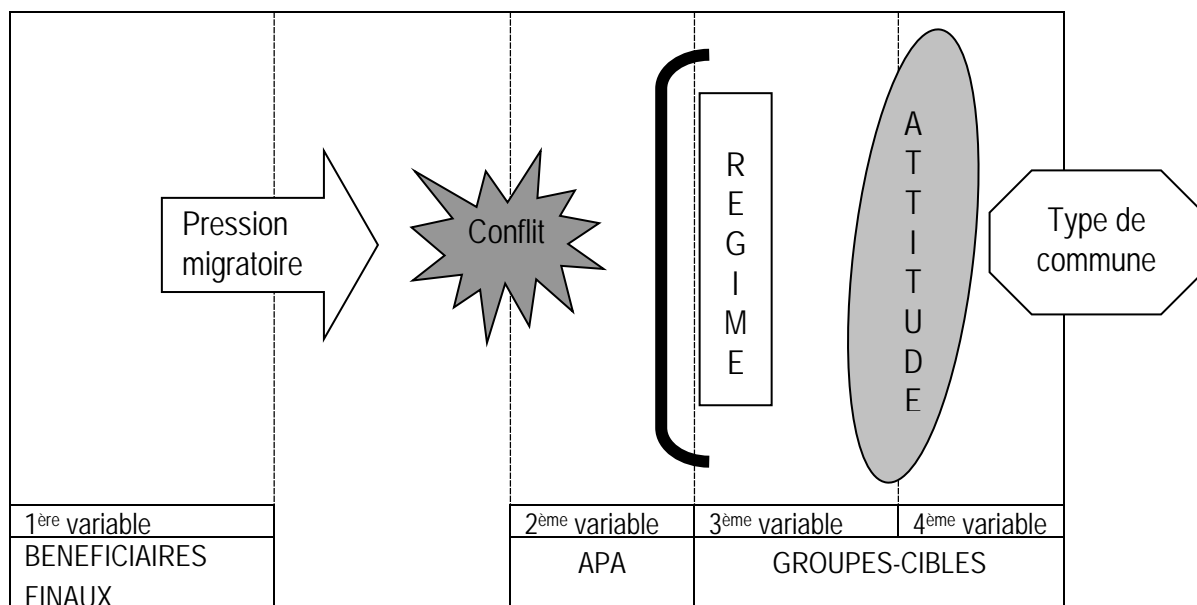 Pression
migratoire
Conflit
R
E
G
I
M
E
A
T
T
I
T
U
D
E
Type de
commune
1ère variable
2ème variable
3ème variable
4ème variable
BENEFICIAIRES
FINAUX
APA
GROUPES-CIBLES